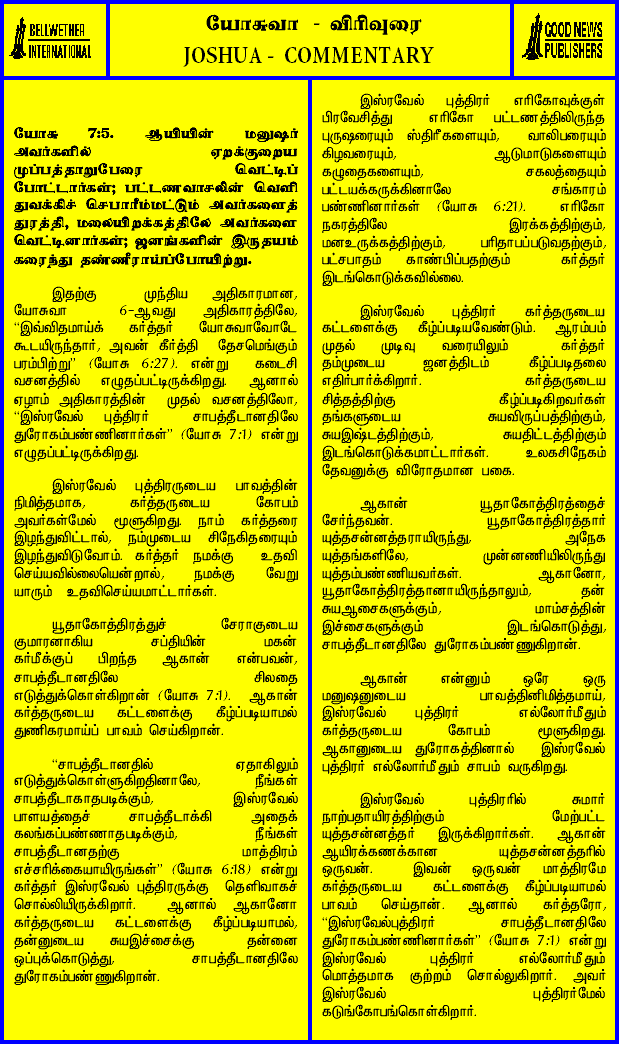 BELLWETHER
INTERNATIONAL
யோசுவா - விரிவுரை
JOSHUA - COMMENTARY
GOOD NEWS
PUBLISHERS
யோசு 7:5. ஆயியின் மனுஷர்
அவர்களில் ஏறக்குறைய
முப்பத்தாறுபேரை வெட்டிப்
போட்டார்கள்; பட்டணவாசலின் வெளி
துவக்கிச் செபாரீம்மட்டும் அவர்களைத்
துரத்தி, மலையிறக்கத்திலே அவர்களை
வெட்டினார்கள்; ஜனங்களின் இருதயம்
கரைந்து தண்ணீராய்ப்போயிற்று.
இதற்கு முந்திய அதிகாரமான,
யோசுவா 6-ஆவது அதிகாரத்திலே,
“இவ்விதமாய்க் கர்த்தர் யோசுவாவோடே
கூடயிருந்தார், அவன் கீர்த்தி தேசமெங்கும்
பரம்பிற்று” (யோசு 6:27). என்று கடைசி
வசனத்தில் எழுதப்பட்டிருக்கிறது. ஆனால்
ஏழாம் அதிகாரத்தின் முதல் வசனத்திலோ,
“இஸ்ரவேல் புத்திரர் சாபத்தீடானதிலே
துரோகம்பண்ணினார்கள்” (யோசு 7:1) என்று
எழுதப்பட்டிருக்கிறது.
இஸ்ரவேல் புத்திரருடைய பாவத்தின்
நிமித்தமாக, கர்த்தருடைய கோபம்
அவர்கள்மேல் மூளுகிறது. நாம் கர்த்தரை
இழந்துவிட்டால், நம்முடைய சிநேகிதரையும்
இழந்துவிடுவோம். கர்த்தர் நமக்கு உதவி
செய்யவில்லையென்றால், நமக்கு வேறு
யாரும் உதவிசெய்யமாட்டார்கள்.
யூதாகோத்திரத்துச் சேராகுடைய
குமாரனாகிய சப்தியின் மகன்
கர்மீக்குப் பிறந்த ஆகான் என்பவன்,
சாபத்தீடானதிலே சிலதை
எடுத்துக்கொள்கிறான் (யோசு 7:1). ஆகான்
கர்த்தருடைய கட்டளைக்கு கீழ்ப்படியாமல்
துணிகரமாய்ப் பாவம் செய்கிறான்.
“சாபத்தீடானதில் ஏதாகிலும்
எடுத்துக்கொள்ளுகிறதினாலே, நீங்கள்
சாபத்தீடாகாதபடிக்கும், இஸ்ரவேல்
பாளயத்தைச் சாபத்தீடாக்கி அதைக்
கலங்கப்பண்ணாதபடிக்கும், நீங்கள்
சாபத்தீடானதற்கு மாத்திரம்
எச்சரிக்கையாயிருங்கள்” (யோசு 6:18) என்று
கர்த்தர் இஸ்ரவேல் புத்திரருக்கு தெளிவாகச்
சொல்லியிருக்கிறார். ஆனால் ஆகானோ
கர்த்தருடைய கட்டளைக்கு கீழ்ப்படியாமல்,
தன்னுடைய சுயஇச்சைக்கு தன்னை
ஒப்புக்கொடுத்து, சாபத்தீடானதிலே
துரோகம்பண்ணுகிறான்.
இஸ்ரவேல் புத்திரர் எரிகோவுக்குள்
பிரவேசித்து எரிகோ பட்டணத்திலிருந்த
புருஷரையும் ஸ்திரீகளையும், வாலிபரையும்
கிழவரையும், ஆடுமாடுகளையும்
கழுதைகளையும், சகலத்தையும்
பட்டயக்கருக்கினாலே சங்காரம்
பண்ணினார்கள் (யோசு 6:21). எரிகோ
நகரத்திலே இரக்கத்திற்கும்,
மனஉருக்கத்திற்கும், பரிதாபப்படுவதற்கும்,
பட்சபாதம் காண்பிப்பதற்கும் கர்த்தர்
இடங்கொடுக்கவில்லை.
இஸ்ரவேல் புத்திரர் கர்த்தருடைய
கட்டளைக்கு கீழ்ப்படியவேண்டும். ஆரம்பம்
முதல் முடிவு வரையிலும் கர்த்தர்
தம்முடைய ஜனத்திடம் கீழ்ப்படிதலை
எதிர்பார்க்கிறார். கர்த்தருடைய
சித்தத்திற்கு கீழ்ப்படிகிறவர்கள்
தங்களுடைய சுயவிருப்பத்திற்கும்,
சுயஇஷ்டத்திற்கும், சுயதிட்டத்திற்கும்
இடங்கொடுக்கமாட்டார்கள். உலகசிநேகம்
தேவனுக்கு விரோதமான பகை.
ஆகான் யூதாகோத்திரத்தைச்
சேர்ந்தவன். யூதாகோத்திரத்தார்
யுத்தசன்னத்தராயிருந்து, அநேக
யுத்தங்களிலே, முன்னணியிலிருந்து
யுத்தம்பண்ணியவர்கள். ஆகானோ,
யூதாகோத்திரத்தானாயிருந்தாலும், தன்
சுயஆசைகளுக்கும், மாம்சத்தின்
இச்சைகளுக்கும் இடங்கொடுத்து,
சாபத்தீடானதிலே துரோகம்பண்ணுகிறான்.
ஆகான் என்னும் ஒரே ஒரு
மனுஷனுடைய பாவத்தினிமித்தமாய்,
இஸ்ரவேல் புத்திரர் எல்லோர்மீதும்
கர்த்தருடைய கோபம் மூளுகிறது.
ஆகானுடைய துரோகத்தினால் இஸ்ரவேல்
புத்திரர் எல்லோர்மீதும் சாபம் வருகிறது.
இஸ்ரவேல் புத்திரரில் சுமார்
நாற்பதாயிரத்திற்கும் மேற்பட்ட
யுத்தசன்னத்தர் இருக்கிறார்கள். ஆகான்
ஆயிரக்கணக்கான யுத்தசன்னத்தரில்
ஒருவன். இவன் ஒருவன் மாத்திரமே
கர்த்தருடைய கட்டளைக்கு கீழ்ப்படியாமல்
பாவம் செய்தான். ஆனால் கர்த்தரோ,
“இஸ்ரவேல்புத்திரர் சாபத்தீடானதிலே
துரோகம்பண்ணினார்கள்” (யோசு 7:1) என்று
இஸ்ரவேல் புத்திரர் எல்லோர்மீதும்
மொத்தமாக குற்றம் சொல்லுகிறார். அவர்
இஸ்ரவேல் புத்திரர்மேல்
கடுங்கோபங்கொள்கிறார்.